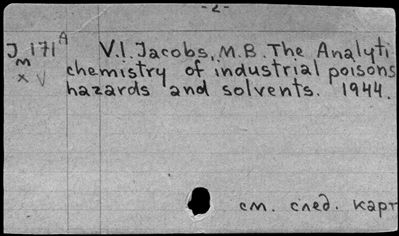 -2-
J 171 A V.I. Jacobs, M.B. The Analyti
M chemistry of industrial poisons
x V hazards and solvents. 1944.
см. след. карт